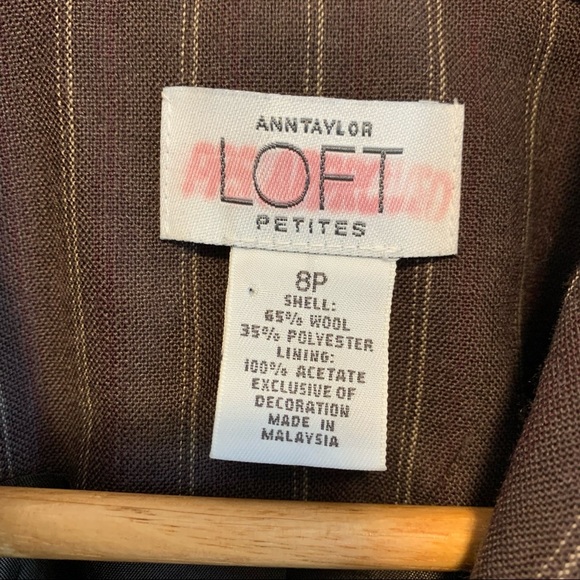 ANNTAYLOR
LOFT
PETITES
8P
SHELL:
65% WOOL
35% POLYESTER
LINING:
100% ACETATE
EXCLUSIVE OF
DECORATION
MADE IN
MALAYSIA